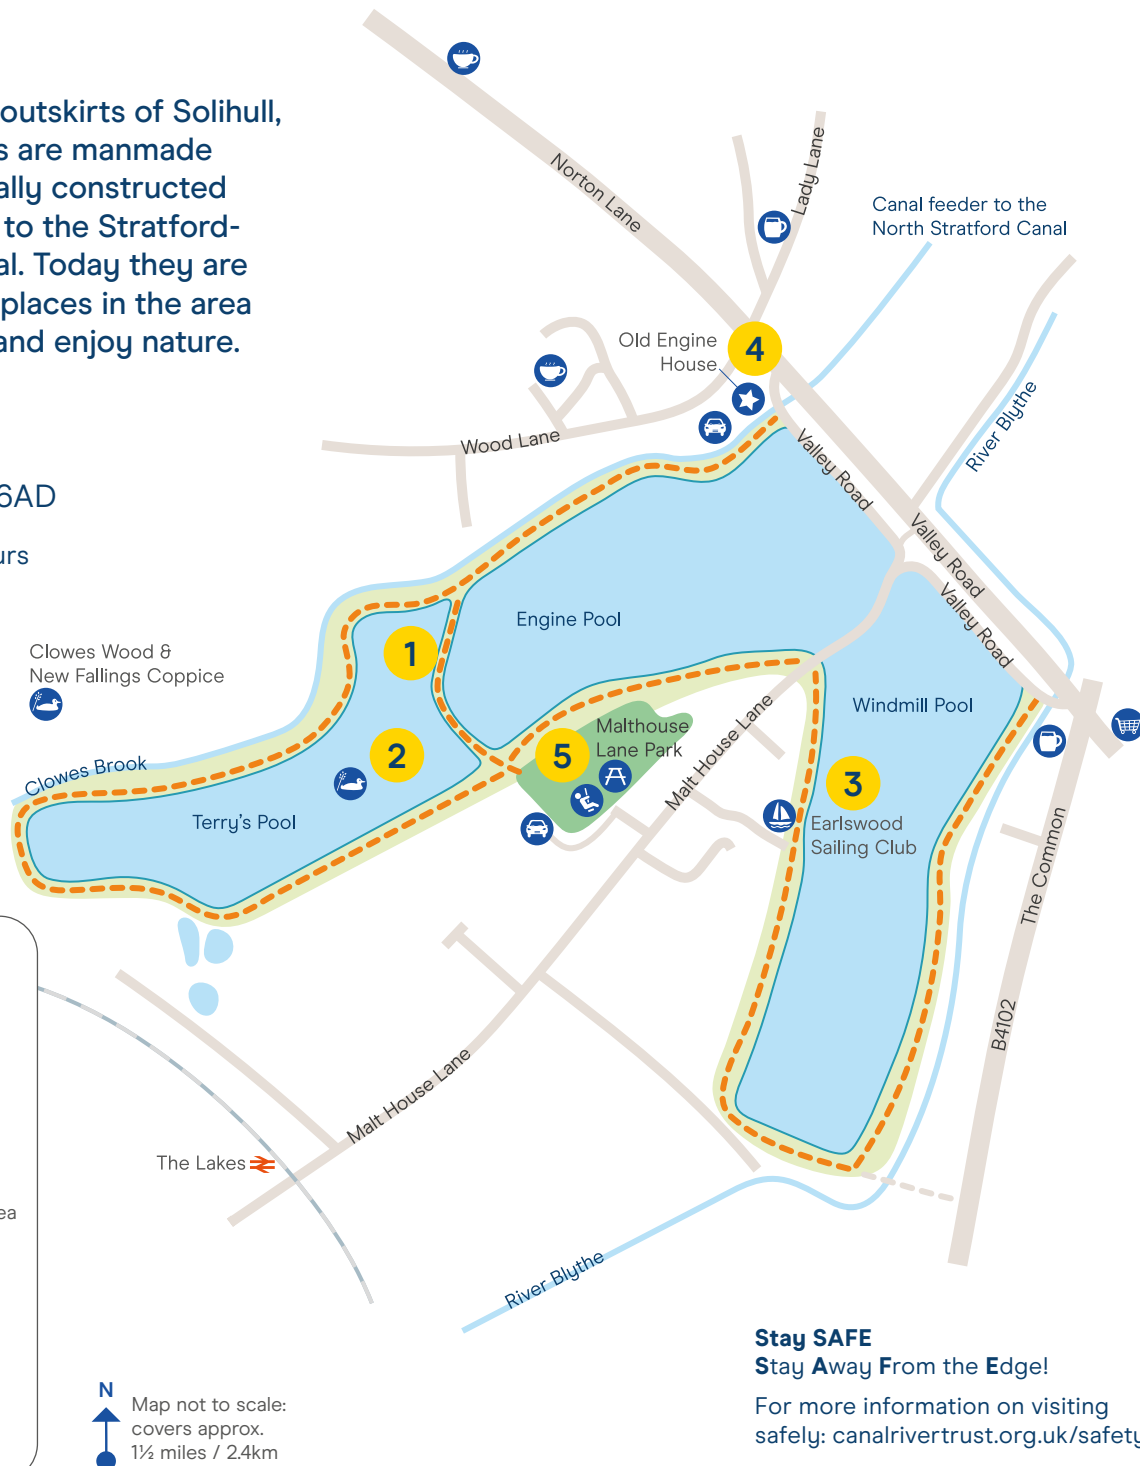 outskirts of Solihull,
s are manmade
ally constructed
to the Stratford-
al. Today they are
places in the area
and enjoy nature.
6AD
urs
Norton Lane
Lady Lane
Canal feeder to the
North Stratford Canal
Old Engine
House
4
Wood Lane
River Blythe
Valley Road
Valley Road
Valley Road
Engine Pool
1
Clowes Wood &
New Fallings Coppice
Windmill Pool
Malthouse
Lane Park
2
5
3
Malt House Lane
Clowes Brook
Terry's Pool
Earlswood
Sailing Club
The Common
B4102
Malt House Lane
The Lakes
ea
River Blythe
Stay SAFE
Stay Away From the Edge!
For more information on visiting
safely: canalrivertrust.org.uk/safety
N
Map not to scale:
covers approx.
1½ miles / 2.4km